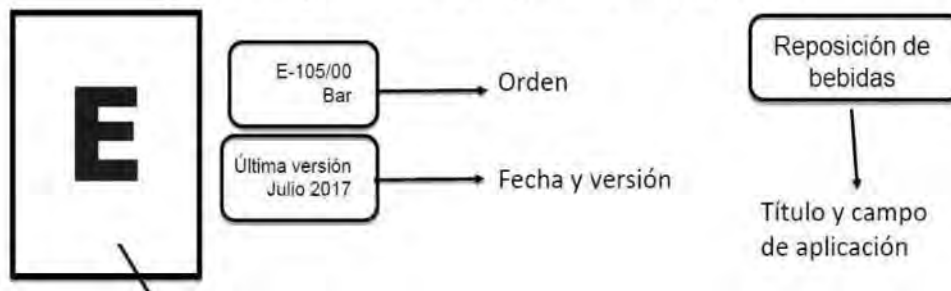 E
E-105/00
Bar
Orden
Última versión
Julio 2017
Fecha y versión
Reposición de
bebidas
Título y campo
de aplicación